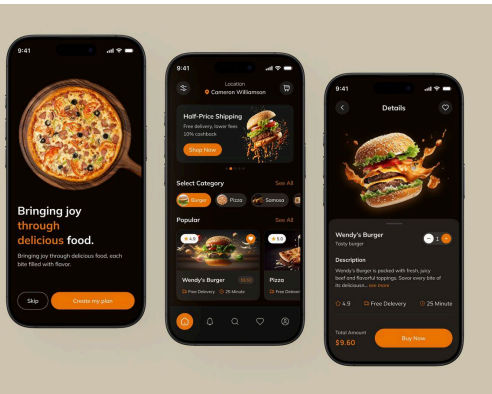 9:41
Bringing joy
through
delicious food.
Bringing joy through delicious food, each
bite filled with flavor.
Skip
Create my plan
9:41
Location
Cameron Williamson
Half-Price Shipping
Free delivery, lower fees
10% cashback
Shop Now
Select Category
See All
Burger
Pizza
Samosa
Popular
See All
4.9
5.0
Wendy's Burger
Pizza
Free Delevery
25 Minute
Free Delever
9:41
Details
Wendy's Burger
1
Tasty burger
Description
Wendy's Burger is packed with fresh, juicy
beef and flavorful toppings. Savor every bite of
its deliciousn... see more
4.9
Free Delevery
25 Minute
Total Amount
$9.60
Buy Now